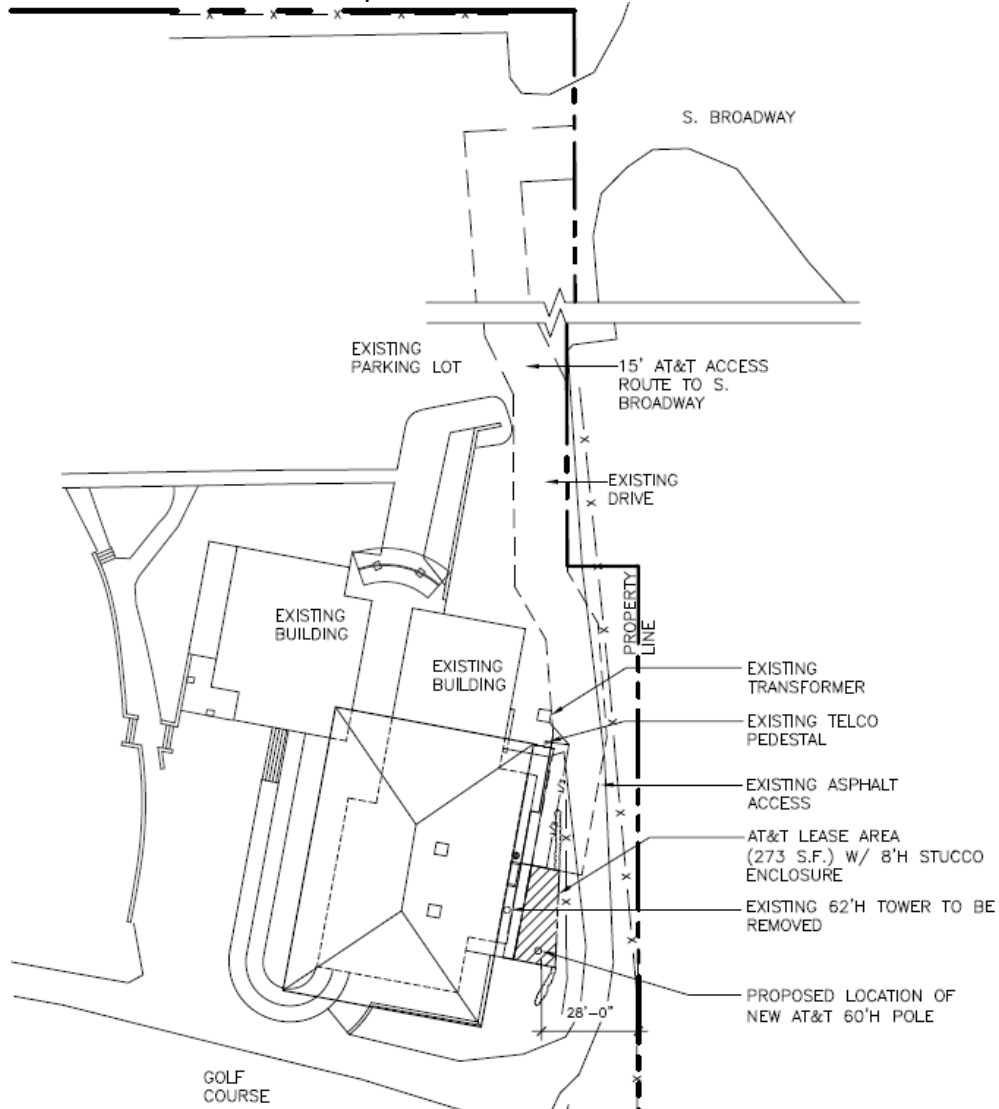 S. BROADWAY
EXISTING
PARKING LOT
15' AT&T ACCESS
ROUTE TO S.
BROADWAY
EXISTING
DRIVE
PROPERTY
LINE
EXISTING
BUILDING
EXISTING
BUILDING
EXISTING
TRANSFORMER
EXISTING TELCO
PEDESTAL
EXISTING ASPHALT
ACCESS
AT&T LEASE AREA
(273 S.F.) W/ 8'H STUCCO
ENCLOSURE
EXISTING 62'H TOWER TO BE
REMOVED
PROPOSED LOCATION OF
NEW AT&T 60'H POLE
28'-0"
GOLF
COURSE